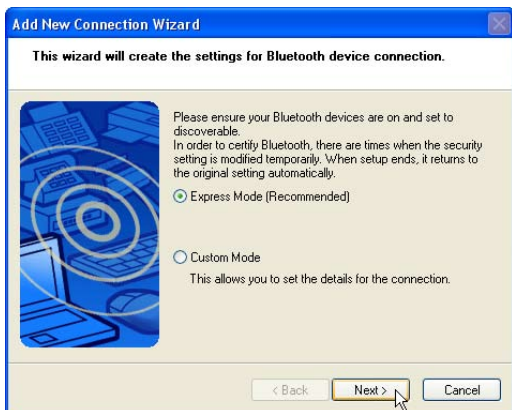 Add New Connection Wizard
This wizard will create the settings for Bluetooth device connection.
Please ensure your Bluetooth devices are on and set to
discoverable.
In order to certify Bluetooth, there are times when the security
setting is modified temporarily. When setup ends, it returns to
the original setting automatically.
Express Mode (Recommended)
Custom Mode
This allows you to set the details for the connection.
< Back Next > Cancel